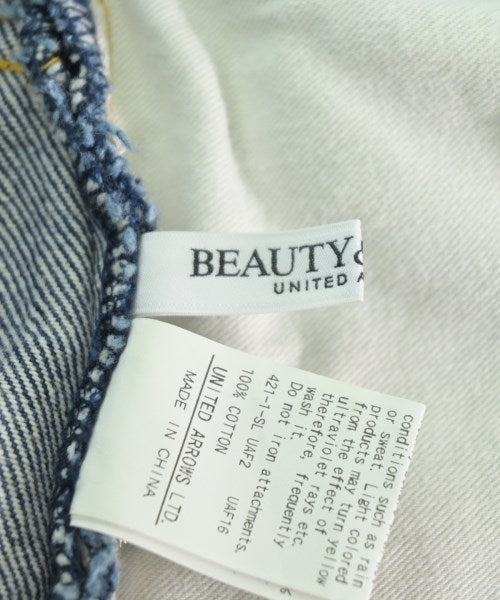 BEAUTY
UNITED A
conditions such as rain
or sweat. Light
products may turn colored
from the effect of yellow
ultraviolet rays etc.
therefore, frequently
wash it.
Do not iron attachments.
421-1-SL UAF2
100% COTTON UAF16
UNITED ARROWS LTD.
MADE IN CHINA